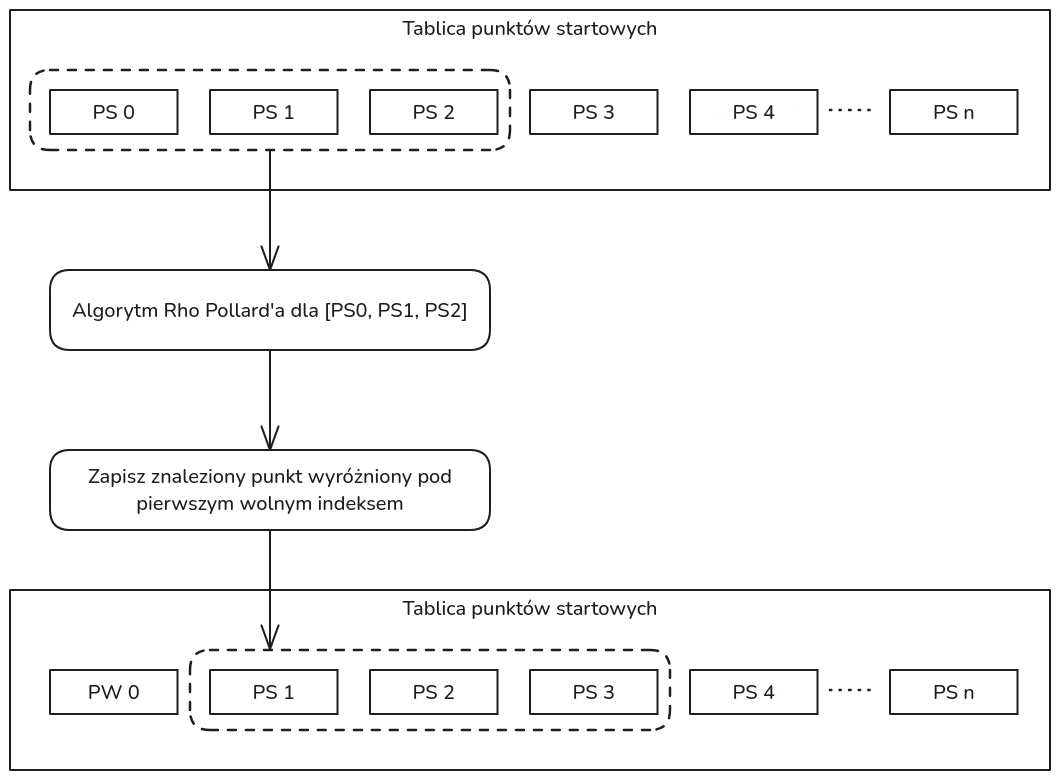 Tablica punktów startowych
PS 0 PS 1 PS 2 PS 3 PS 4 PS n
Algorytm Rho Pollard'a dla [PS0, PS1, PS2]
Zapisz znaleziony punkt wyróżniony pod
pierwszym wolnym indeksem
Tablica punktów startowych
PW 0 PS 1 PS 2 PS 3 PS 4 PS n